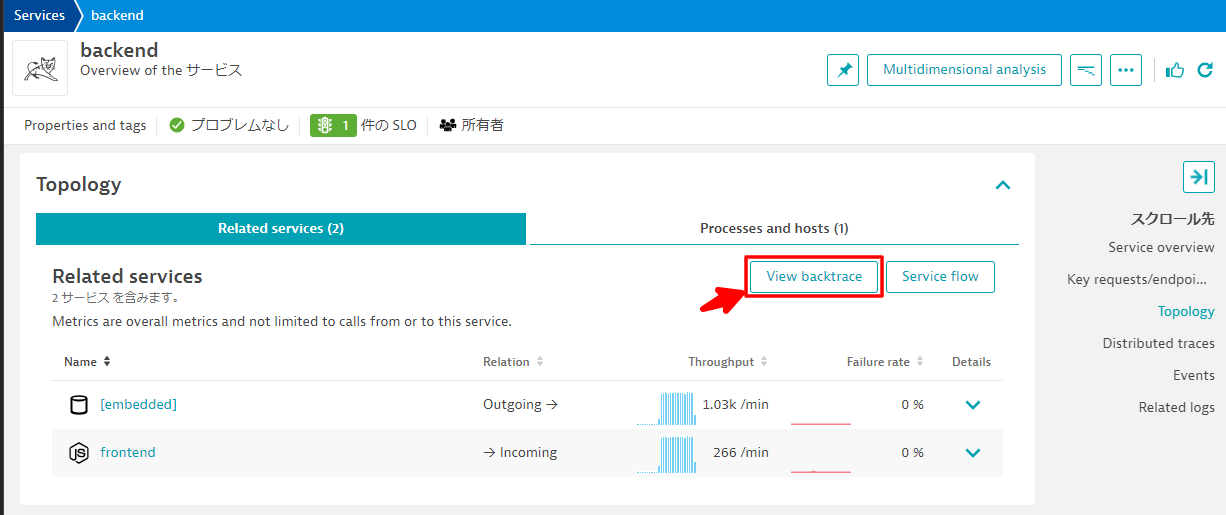 Services backend
backend
Overview of the サービス
Multidimensional analysis
Properties and tags プロブレムなし 1 件の SLO 所有者
Topology
Related services (2) Processes and hosts (1)
Related services
2 サービス を含みます。
View backtrace Service flow
Metrics are overall metrics and not limited to calls from or to this service.
Name Relation Throughput Failure rate Details
[embedded] Outgoing → 1.03k /min 0 %
JS frontend → Incoming 266 /min 0 %
スクロール先
Service overview
Key requests/endpoi...
Topology
Distributed traces
Events
Related logs